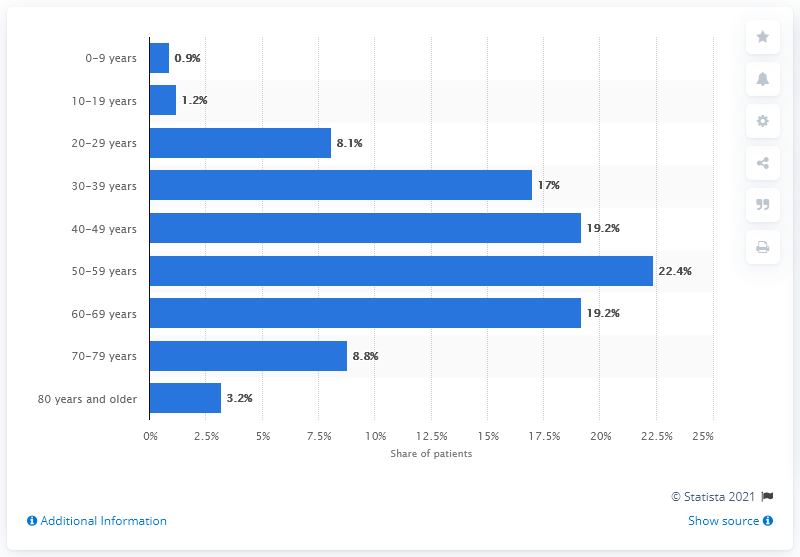 0–9 years 0.9%
10–19 years 1.2%
20–29 years 8.1%
30–39 years 17%
40–49 years 19.2%
50–59 years 22.4%
60–69 years 19.2%
70–79 years 8.8%
80 years and older 3.2%
0% 2.5% 5% 7.5% 10% 12.5% 15% 17.5% 20% 22.5% 25%
Share of patients
© Statista 2021
Additional Information Show source